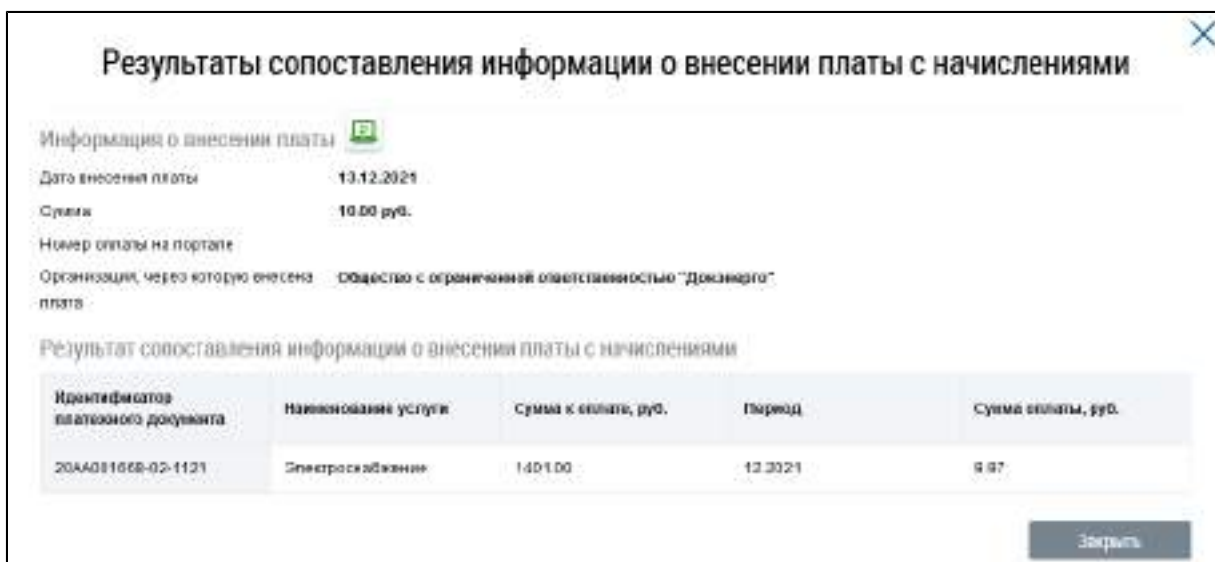 Результаты сопоставления информации о внесении платы с начислениями
Информация о внесении платы
Дата внесения платы 13.12.2021
Сумма 10.00 руб.
Номер оплаты на портале
Организация, через которую внесена Общество с ограниченной ответственностью
плата
Результат сопоставления информации о внесении платы с начислениями
Идентификатор
платежного документа Наименование услуги Сумма к оплате, руб. Период Сумма оплаты, руб.
Электроснабжение 1401.00 12.2021 9.97
Закрыть